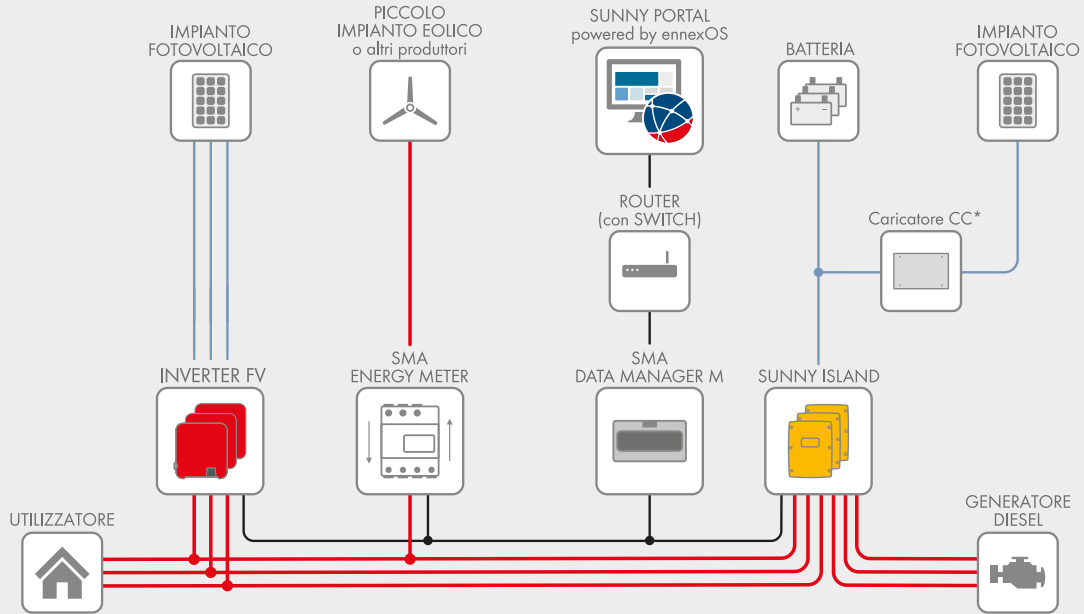 IMPIANTO
FOTOVOLTAICO
PICCOLO
IMPIANTO EOLICO
o altri produttori
SUNNY PORTAL
powered by ennexOS
BATTERIA
IMPIANTO
FOTOVOLTAICO
ROUTER
(con SWITCH)
Caricatore CC*
INVERTER FV
SMA
ENERGY METER
SMA
DATA MANAGER M
SUNNY ISLAND
UTILIZZATORE
GENERATORE
DIESEL